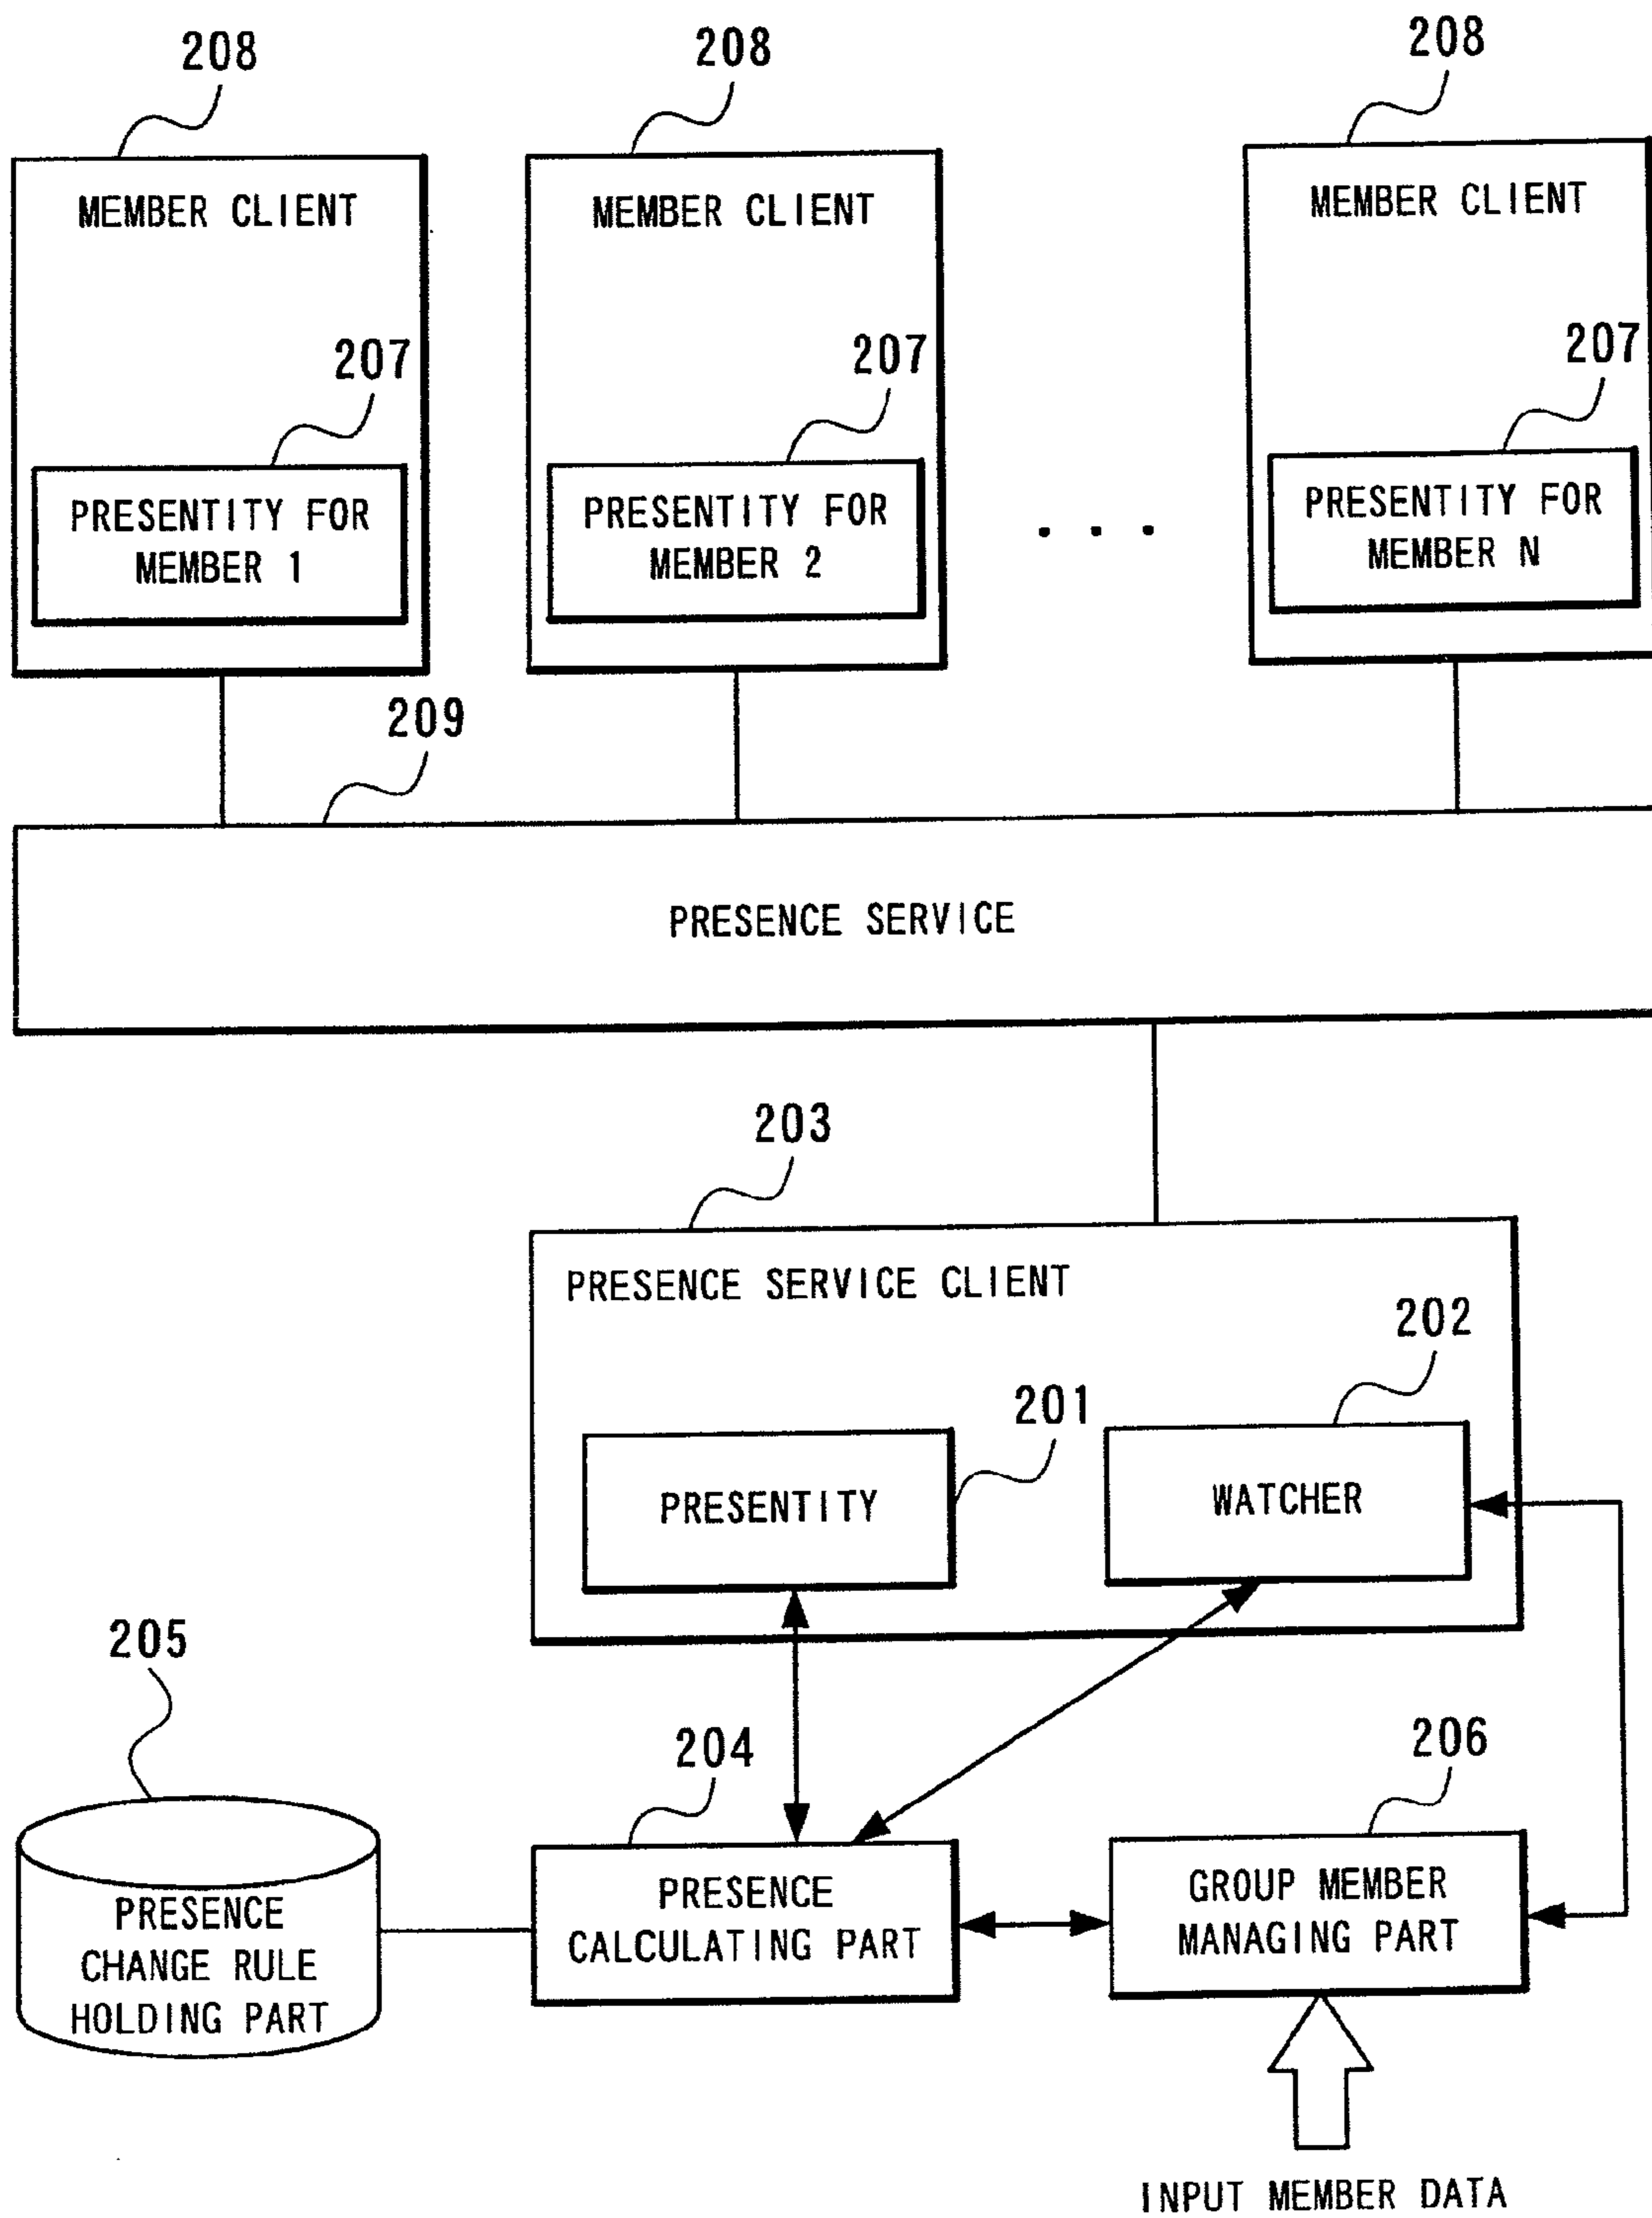 208
208
208
MEMBER CLIENT
MEMBER CLIENT
MEMBER CLIENT
207
207
207
PRESENTITY FOR
MEMBER 1
PRESENTITY FOR
MEMBER 2
. . .
PRESENTITY FOR
MEMBER N
209
PRESENCE SERVICE
203
PRESENCE SERVICE CLIENT
202
201
PRESENTITY
WATCHER
205
204
206
PRESENCE
CHANGE RULE
HOLDING PART
PRESENCE
CALCULATING PART
GROUP MEMBER
MANAGING PART
INPUT MEMBER DATA